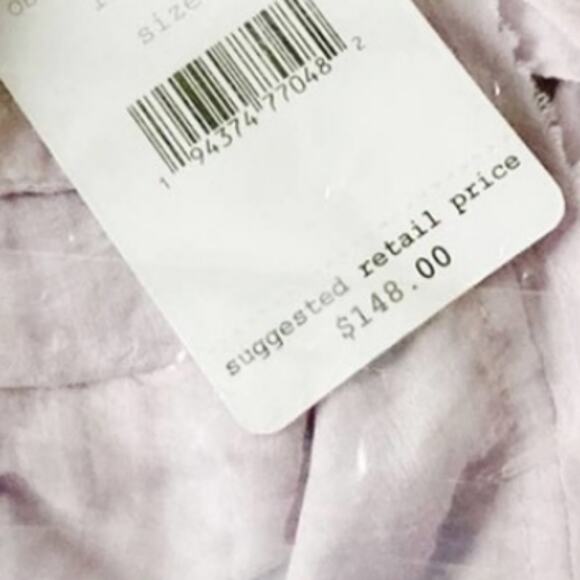 size
1 94374 77048 2
suggested retail price
$148.00